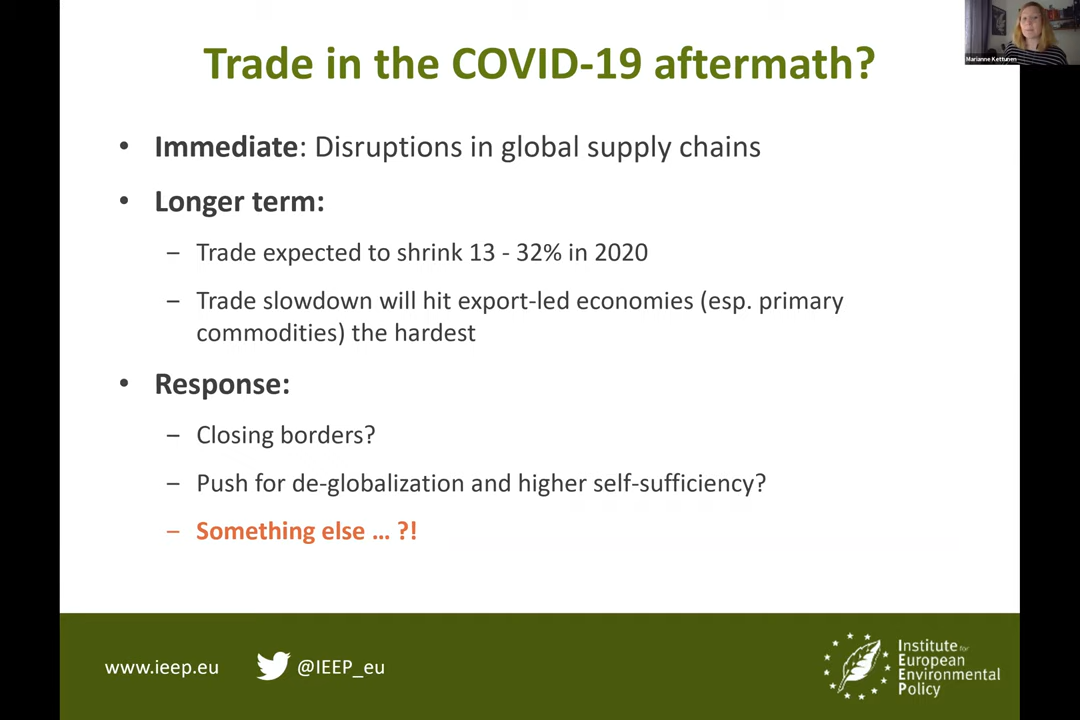 Trade in the COVID-19 aftermath?
Marianne Kettunen
• Immediate: Disruptions in global supply chains
• Longer term:
– Trade expected to shrink 13 - 32% in 2020
– Trade slowdown will hit export-led economies (esp. primary
commodities) the hardest
• Response:
– Closing borders?
– Push for de-globalization and higher self-sufficiency?
– Something else ... ?!
www.ieep.eu
@IEEP_eu
Institute for
European
Environmental
Policy